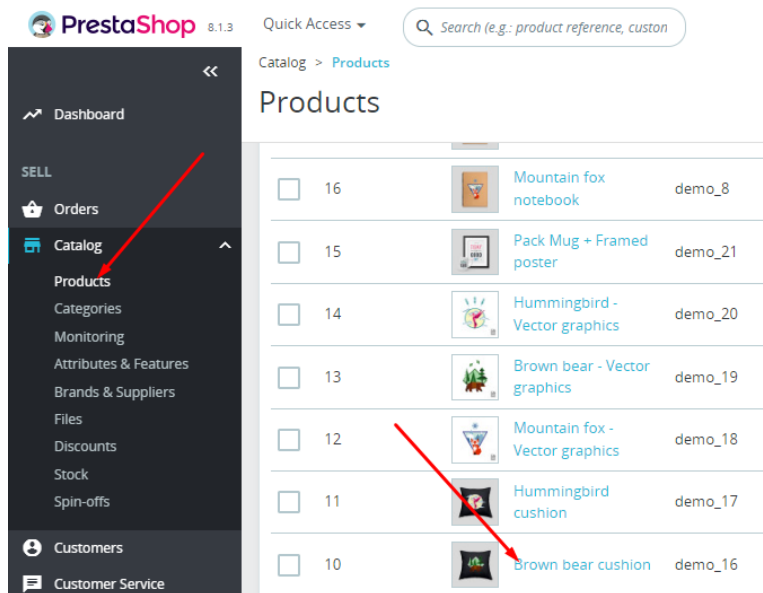 PrestaShop 8.1.3
Quick Access
Search (e.g.: product reference, custon
Catalog > Products
Products
Dashboard
SELL
Orders
Catalog
Products
Categories
Monitoring
Attributes & Features
Brands & Suppliers
Files
Discounts
Stock
Spin-offs
Customers
Customer Service
16 Mountain fox
notebook demo_8
15 Pack Mug + Framed
poster demo_21
14 Hummingbird -
Vector graphics demo_20
13 Brown bear - Vector
graphics demo_19
12 Mountain fox -
Vector graphics demo_18
11 Hummingbird
cushion demo_17
10 Brown bear cushion demo_16